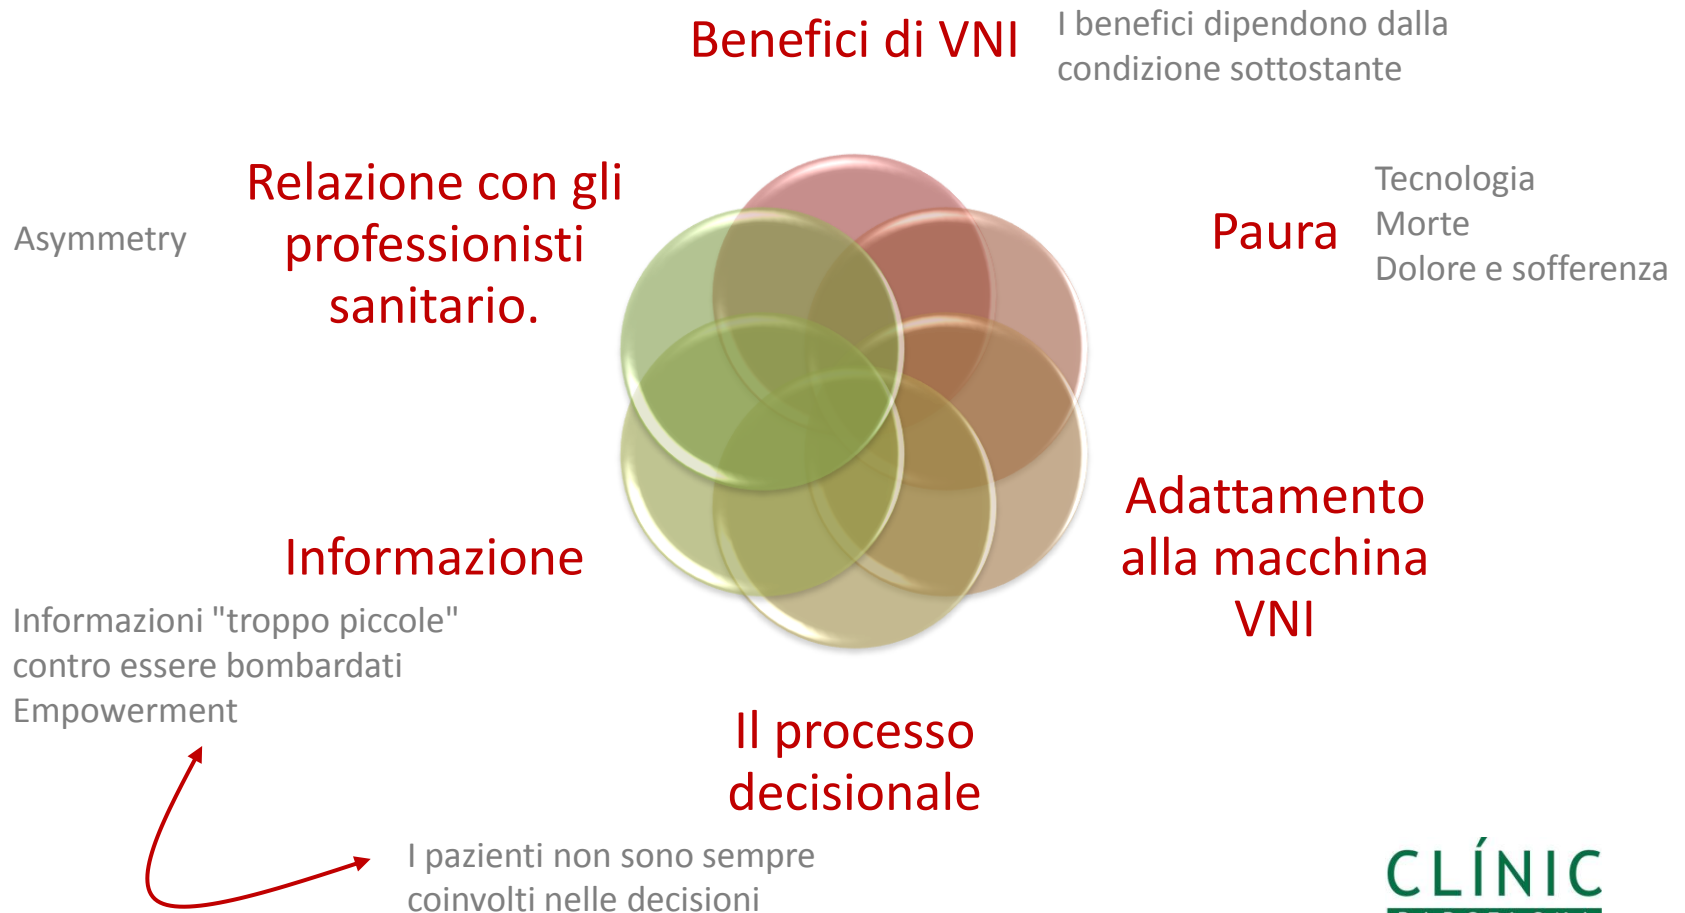 Benefici di VNI
I benefici dipendono dalla
condizione sottostante
Relazione con gli
professionisti
sanitario.
Asymmetry
Paura
Tecnologia
Morte
Dolore e sofferenza
Adattamento
alla macchina
VNI
Informazione
Informazioni "troppo piccole"
contro essere bombardati
Empowerment
Il processo
decisionale
I pazienti non sono sempre
coinvolti nelle decisioni
CLÍNIC